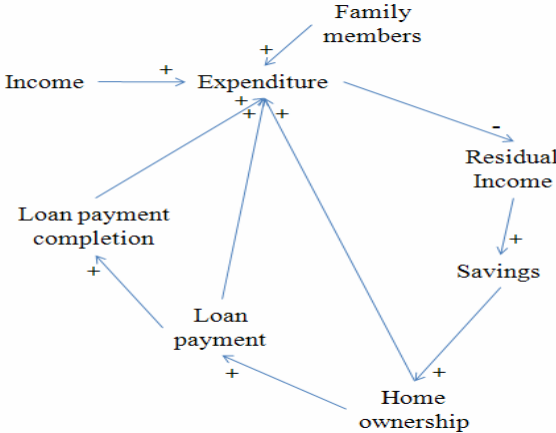 Family
members
+
Income
+
Expenditure
+
+
+
-
Residual
Income
Loan payment
completion
+
+
Savings
Loan
payment
+
+
Home
ownership